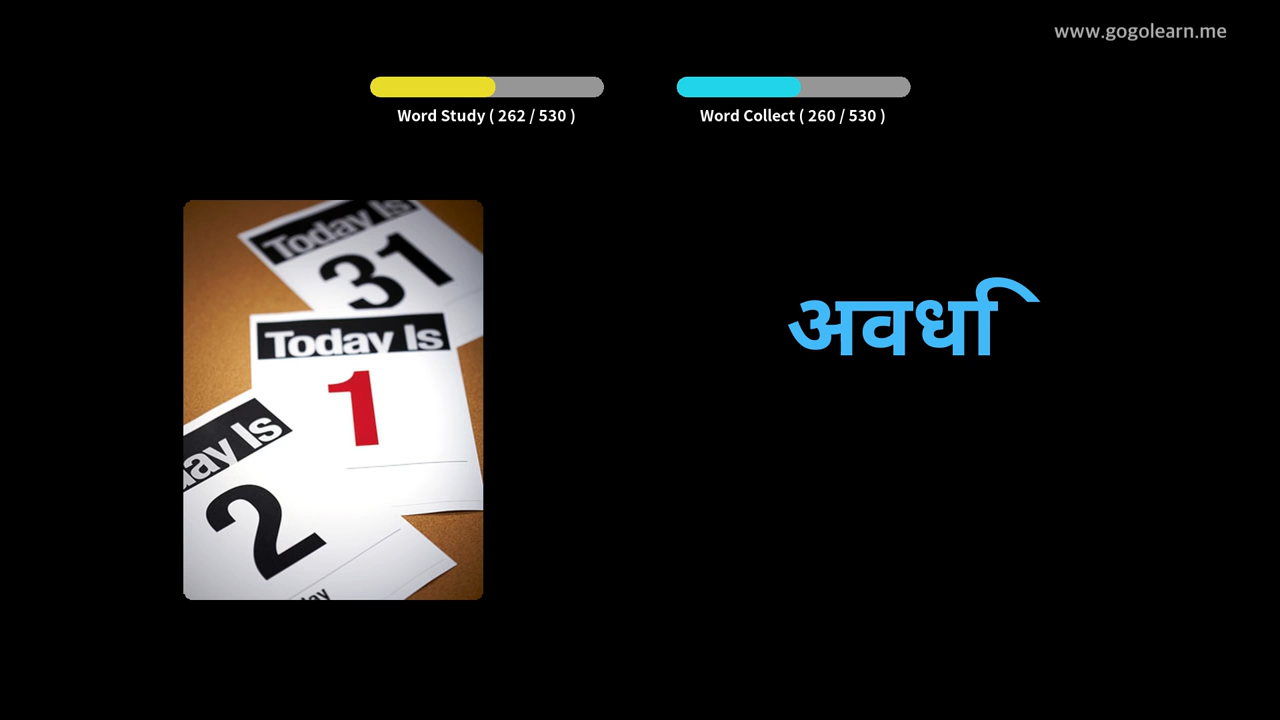 www.gogolearn.me
Word Study ( 262 / 530 )
Word Collect ( 260 / 530 )
अवधि
Today Is
31
Today Is
1
ay Is
2